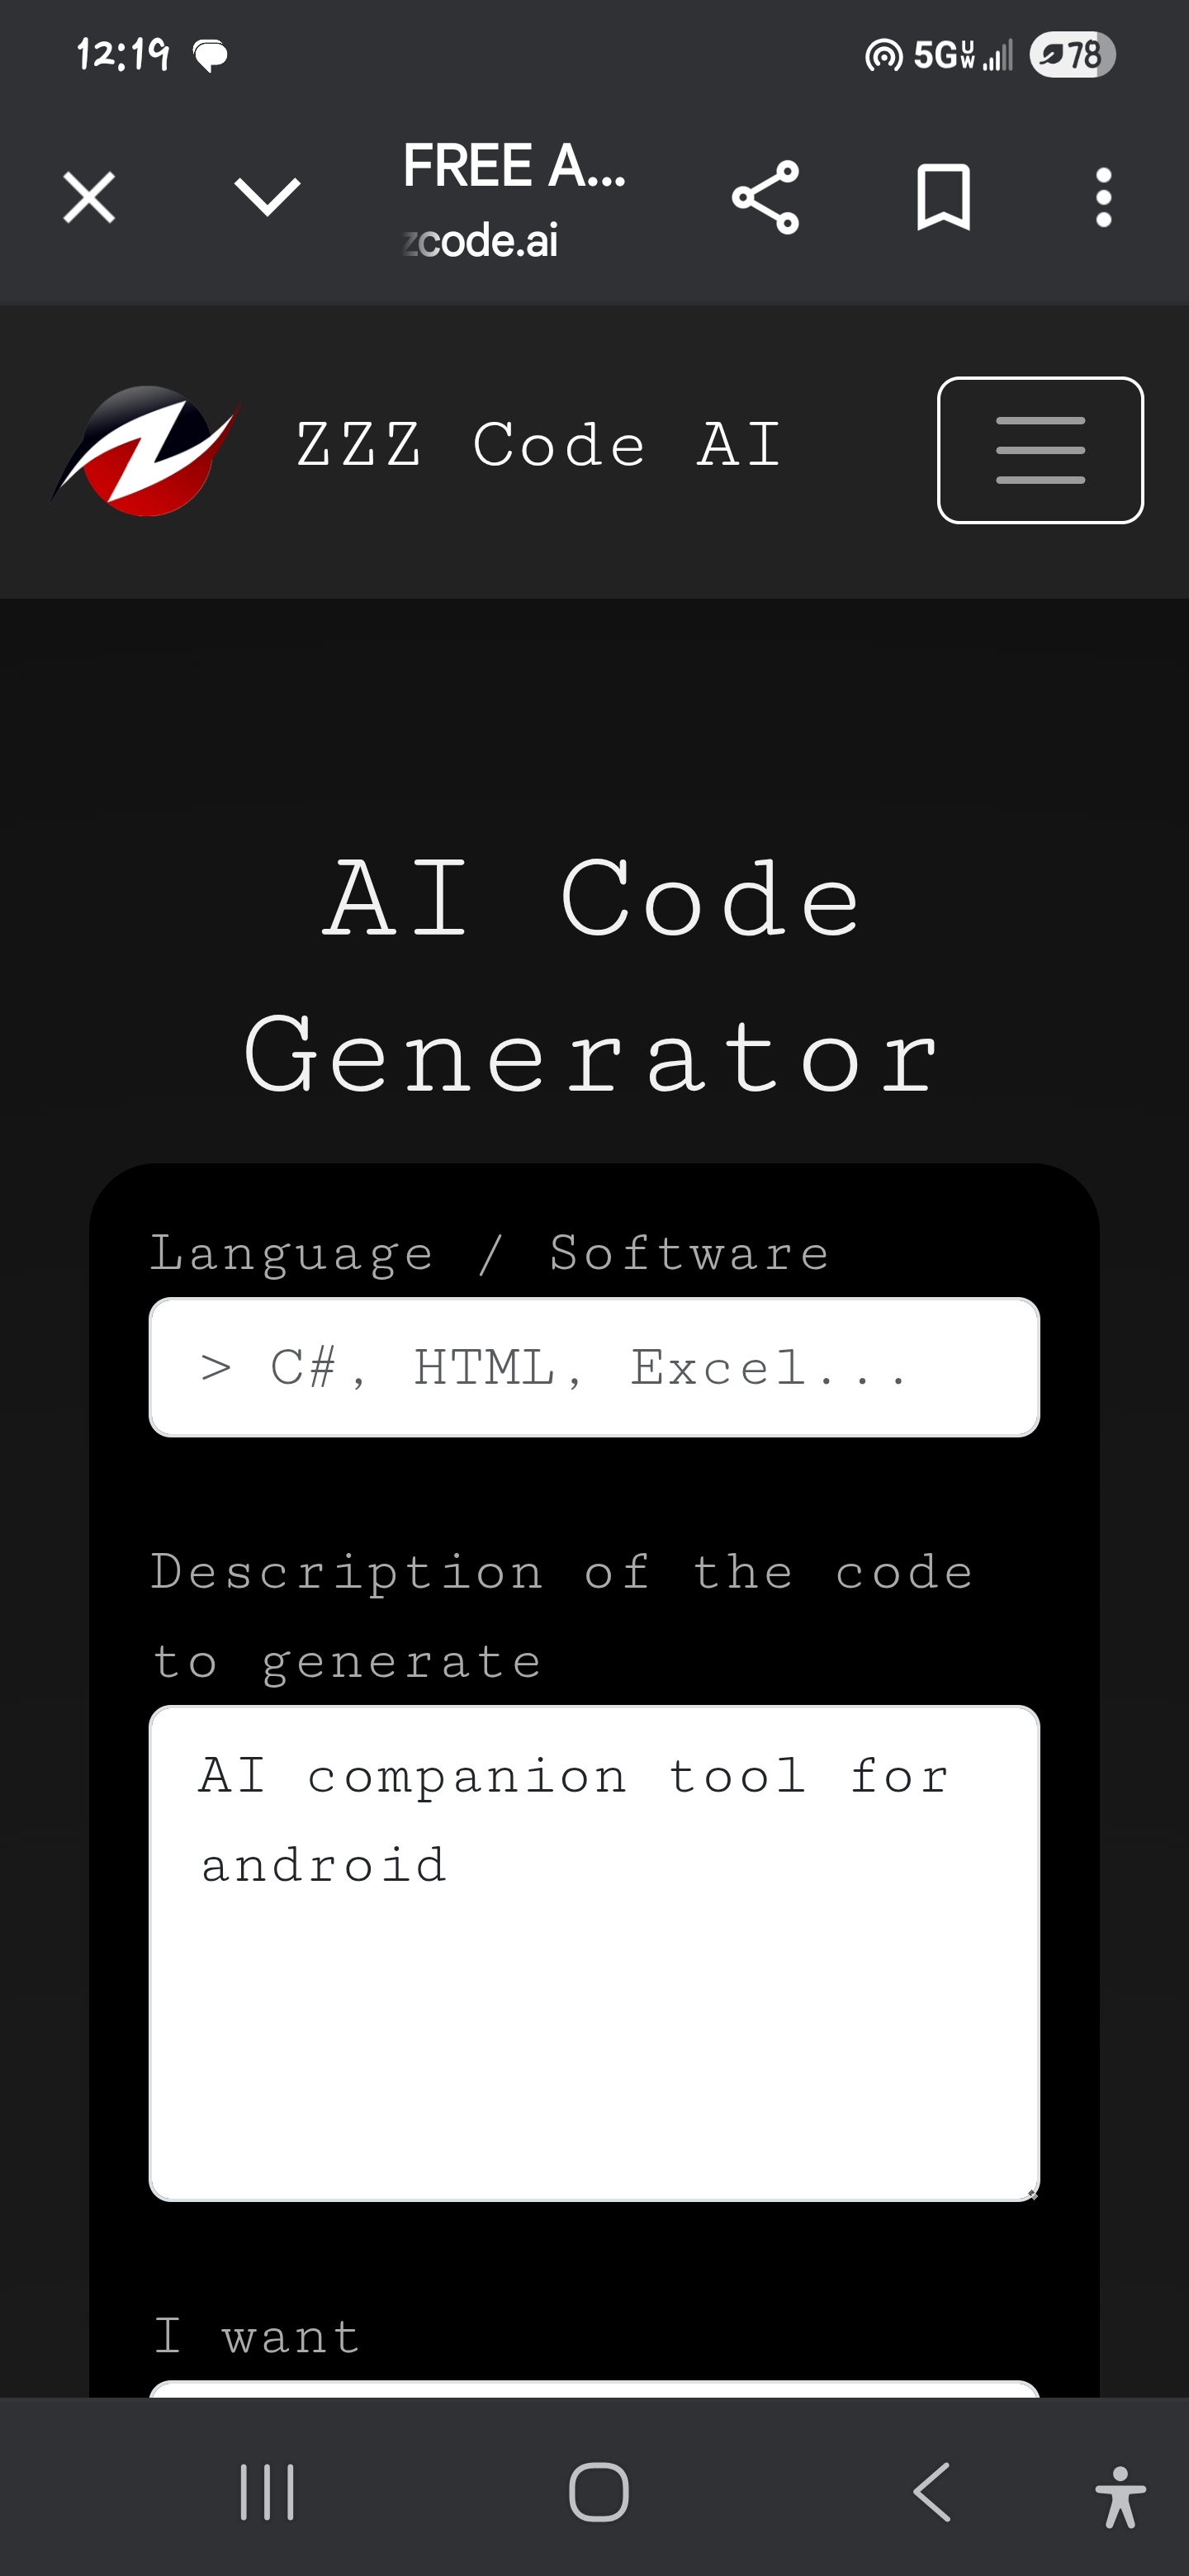 12:19 5G UW 78
FREE A...
zcode.ai
ZZZ Code AI
AI Code
Generator
Language / Software
> C#, HTML, Excel...
Description of the code
to generate
AI companion tool for
android
I want